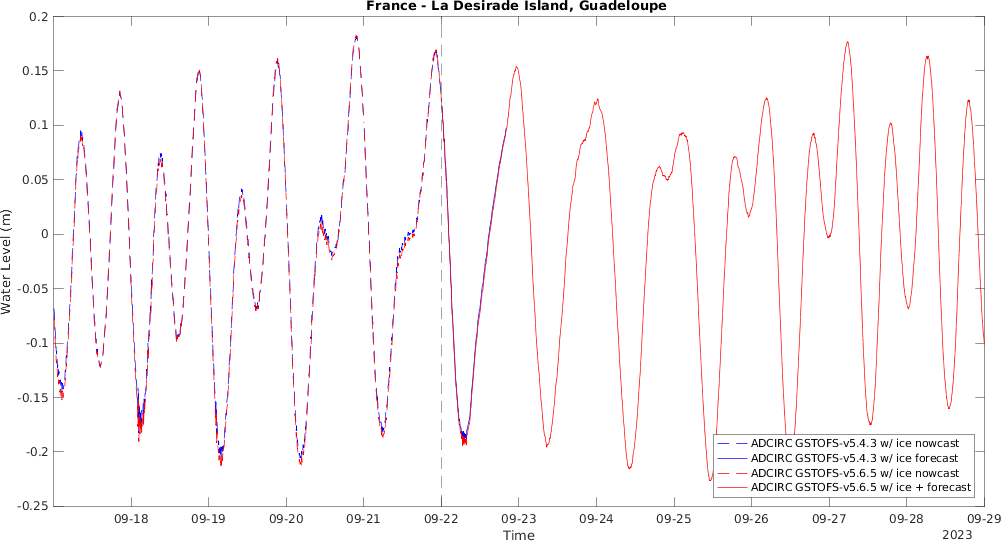 France - La Desirade Island, Guadeloupe
Water Level (m)
0.2
0.15
0.1
0.05
0
-0.05
-0.1
-0.15
-0.2
-0.25
ADCIRC GSTOFS-v5.4.3 w/ ice nowcast
ADCIRC GSTOFS-v5.4.3 w/ ice forecast
ADCIRC GSTOFS-v5.6.5 w/ ice nowcast
ADCIRC GSTOFS-v5.6.5 w/ ice + forecast
09-18 09-19 09-20 09-21 09-22 09-23 09-24 09-25 09-26 09-27 09-28 09-29
Time
2023